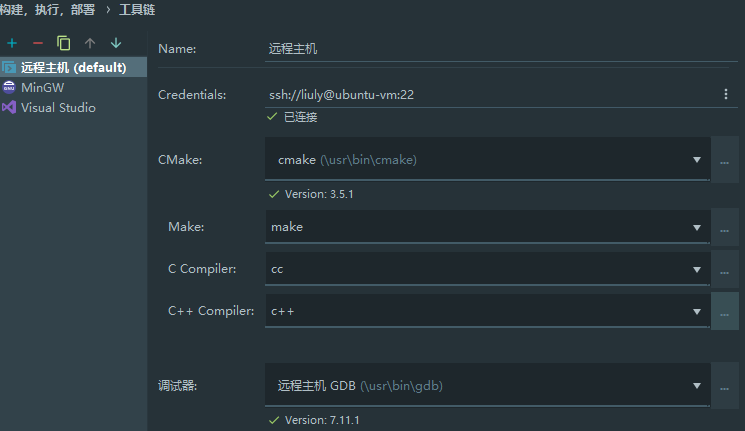 构建，执行，部署 › 工具链
远程主机 (default)
MinGW
Visual Studio
Name: 远程主机
Credentials: ssh://liuly@ubuntu-vm:22
已连接
CMake: cmake (\usr\bin\cmake) ...
Version: 3.5.1
Make: make ...
C Compiler: cc ...
C++ Compiler: c++ ...
调试器: 远程主机 GDB (\usr\bin\gdb) ...
Version: 7.11.1